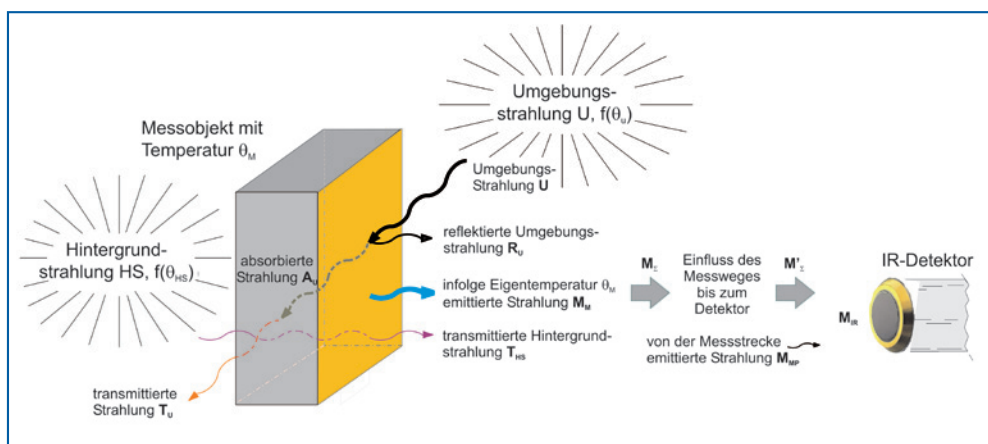 Umgebungs-
strahlung U, f(θu)
Messobjekt mit
Temperatur θM
Umgebungs-
Strahlung U
Hintergrund-
strahlung HS, f(θHS)
absorbierte
Strahlung AU
reflektierte Umgebungs-
strahlung RU
infolge Eigentemperatur θM
emittierte Strahlung MM
transmittierte Hintergrund-
strahlung THS
transmittierte
Strahlung TU
MΣ
Einfluss des
Messweges
bis zum
Detektor
M'Σ
IR-Detektor
MIR
von der Messstrecke
emittierte Strahlung MMP